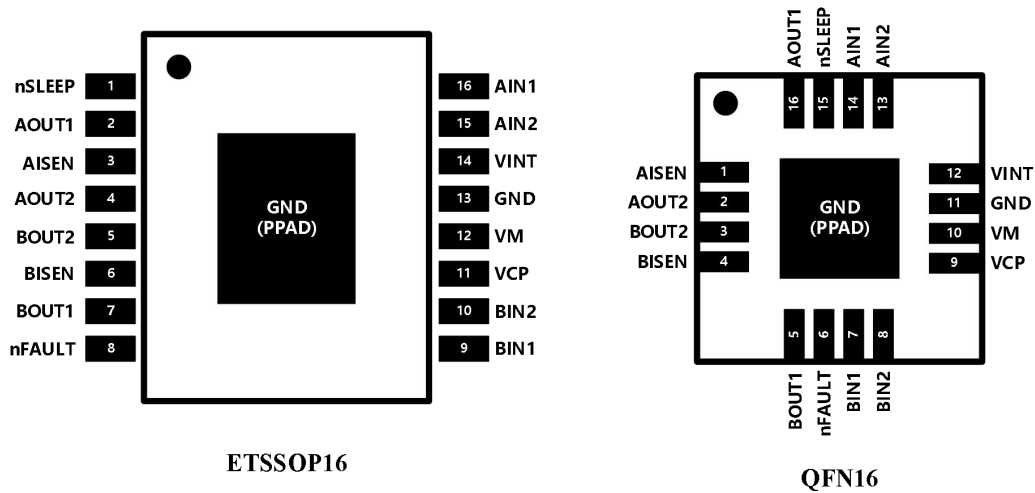 nSLEEP 1
AOUT1 2
AISEN 3
AOUT2 4
BOUT2 5
BISEN 6
BOUT1 7
nFAULT 8
GND
(PPAD)
16 AIN1
15 AIN2
14 VINT
13 GND
12 VM
11 VCP
10 BIN2
9 BIN1
ETSSOP16
AOUT1 nSLEEP AIN1 AIN2
16 15 14 13
AISEN 1
AOUT2 2
BOUT2 3
BISEN 4
GND
(PPAD)
12 VINT
11 GND
10 VM
9 VCP
5 6 7 8
BOUT1 nFAULT BIN1 BIN2
QFN16